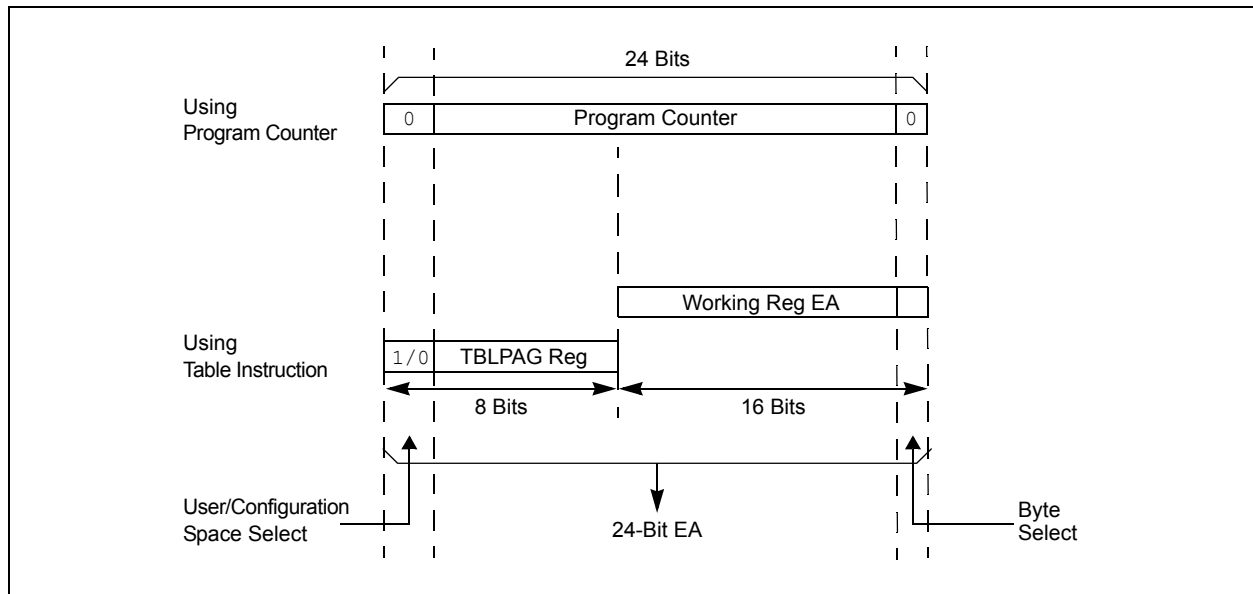 24 Bits
Using
Program Counter
0
Program Counter
0
Working Reg EA
Using
Table Instruction
1/0
TBLPAG Reg
8 Bits
16 Bits
User/Configuration
Space Select
24-Bit EA
Byte
Select